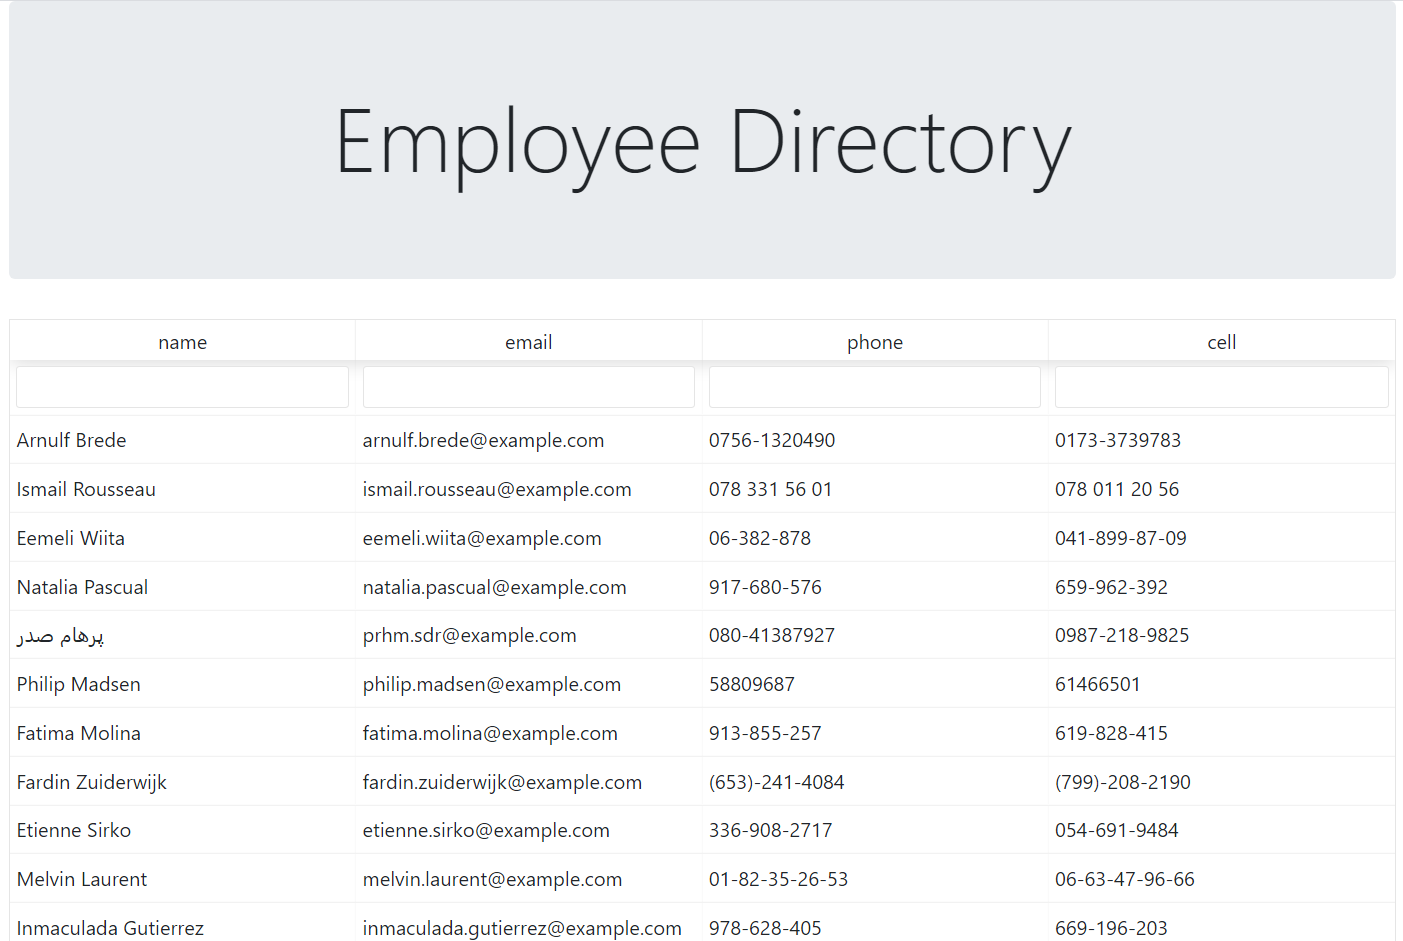 Employee Directory
name email phone cell
Arnulf Brede arnulf.brede@example.com 0756-1320490 0173-3739783
Ismail Rousseau ismail.rousseau@example.com 078 331 56 01 078 011 20 56
Eemeli Wiita eemeli.wiita@example.com 06-382-878 041-899-87-09
Natalia Pascual natalia.pascual@example.com 917-680-576 659-962-392
پرهام صدر prhm.sdr@example.com 080-41387927 0987-218-9825
Philip Madsen philip.madsen@example.com 58809687 61466501
Fatima Molina fatima.molina@example.com 913-855-257 619-828-415
Fardin Zuiderwijk fardin.zuiderwijk@example.com (653)-241-4084 (799)-208-2190
Etienne Sirko etienne.sirko@example.com 336-908-2717 054-691-9484
Melvin Laurent melvin.laurent@example.com 01-82-35-26-53 06-63-47-96-66
Inmaculada Gutierrez inmaculada.gutierrez@example.com 978-628-405 669-196-203